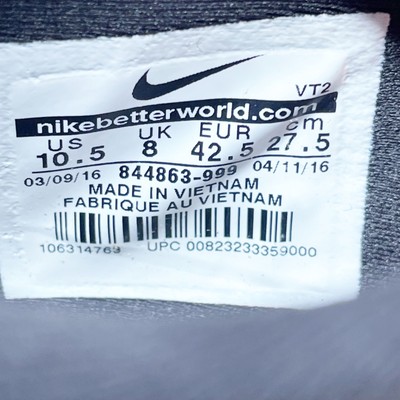 VT2
nikebetterworld.com
US UK EUR cm
10.5 8 42.5 27.5
03/09/16 844863-999 04/11/16
MADE IN VIETNAM
FABRIQUE AU VIETNAM
106314769 UPC 00823233359000